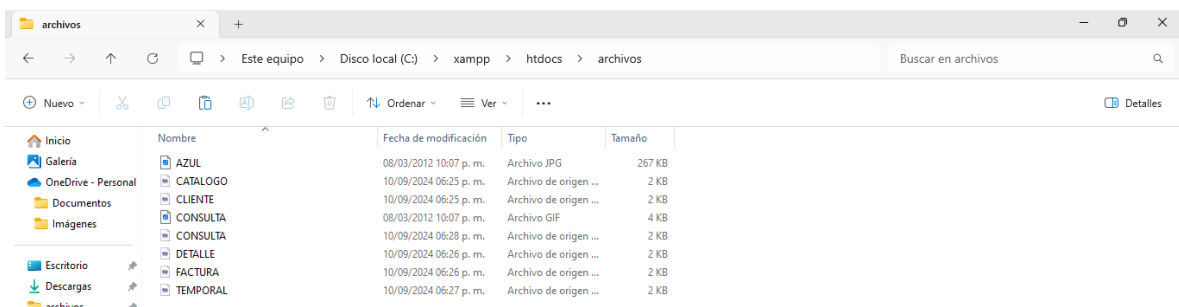 archivos
Este equipo > Disco local (C:) > xampp > htdocs > archivos
Buscar en archivos
Nuevo
Ordenar
Ver
Detalles
Inicio
Galería
OneDrive - Personal
Documentos
Imágenes
Escritorio
Descargas
archivos
Nombre Fecha de modificación Tipo Tamaño
AZUL 08/03/2012 10:07 p. m. Archivo JPG 267 KB
CATALOGO 10/09/2024 06:25 p. m. Archivo de origen ... 2 KB
CLIENTE 10/09/2024 06:25 p. m. Archivo de origen ... 2 KB
CONSULTA 08/03/2012 10:07 p. m. Archivo GIF 4 KB
CONSULTA 10/09/2024 06:28 p. m. Archivo de origen ... 2 KB
DETALLE 10/09/2024 06:26 p. m. Archivo de origen ... 2 KB
FACTURA 10/09/2024 06:26 p. m. Archivo de origen ... 2 KB
TEMPORAL 10/09/2024 06:27 p. m. Archivo de origen ... 2 KB